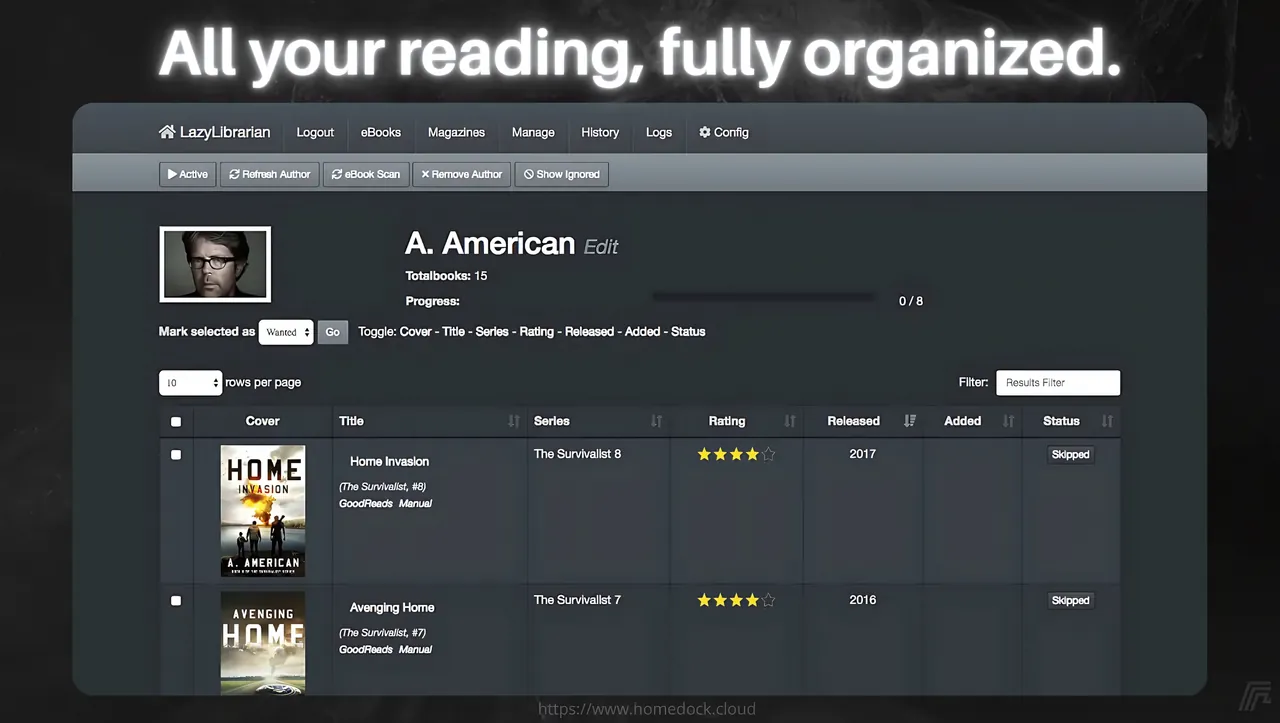 All your reading, fully organized.
LazyLibrarian Logout eBooks Magazines Manage History Logs Config
Active Refresh Author eBook Scan Remove Author Show Ignored
A. American Edit
Totalbooks: 15
Progress: 0 / 8
Mark selected as Wanted Go Toggle: Cover - Title - Series - Rating - Released - Added - Status
10 rows per page Filter: Results Filter
Cover Title Series Rating Released Added Status
HOME
INVASION
A. AMERICAN
Home Invasion
(The Survivalist, #8)
GoodReads Manual
The Survivalist 8 2017 Skipped
AVENGING
HOME
Avenging Home
(The Survivalist, #7)
GoodReads Manual
The Survivalist 7 2016 Skipped
https://www.homedock.cloud